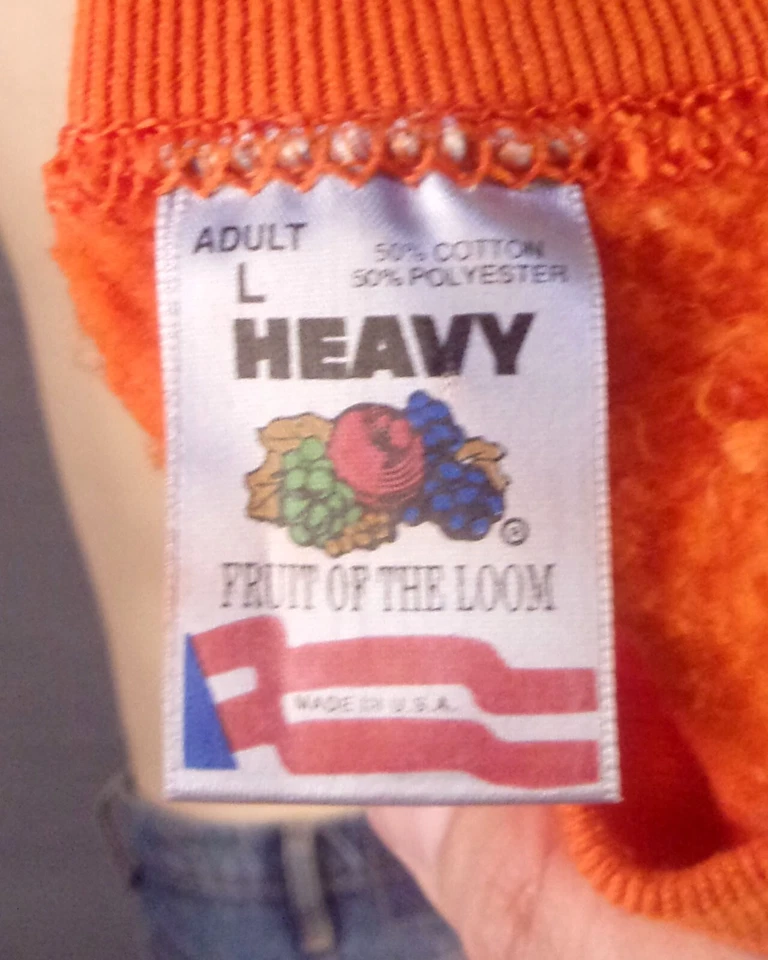 ADULT
L
50% COTTON
50% POLYESTER
HEAVY
®
FRUIT OF THE LOOM
MADE IN U.S.A.